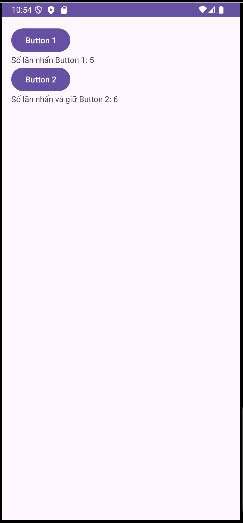 10:54
Button 1
Số lần nhấn Button 1: 5
Button 2
Số lần nhấn và giữ Button 2: 6